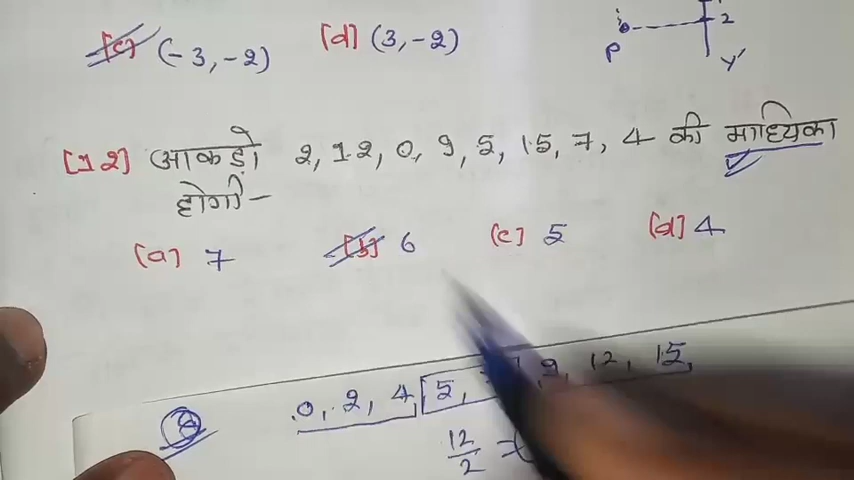 [c] (-3, -2) [d] (3, -2)
P
2
y'
[12] आकड़ो 2, 12, 0, 9, 5, 15, 7, 4 की माध्यिका
होगी-
[a] 7 [b] 6 [c] 5 [d] 4
0, 2, 4, 5, 9, 12, 15,
12/2 =